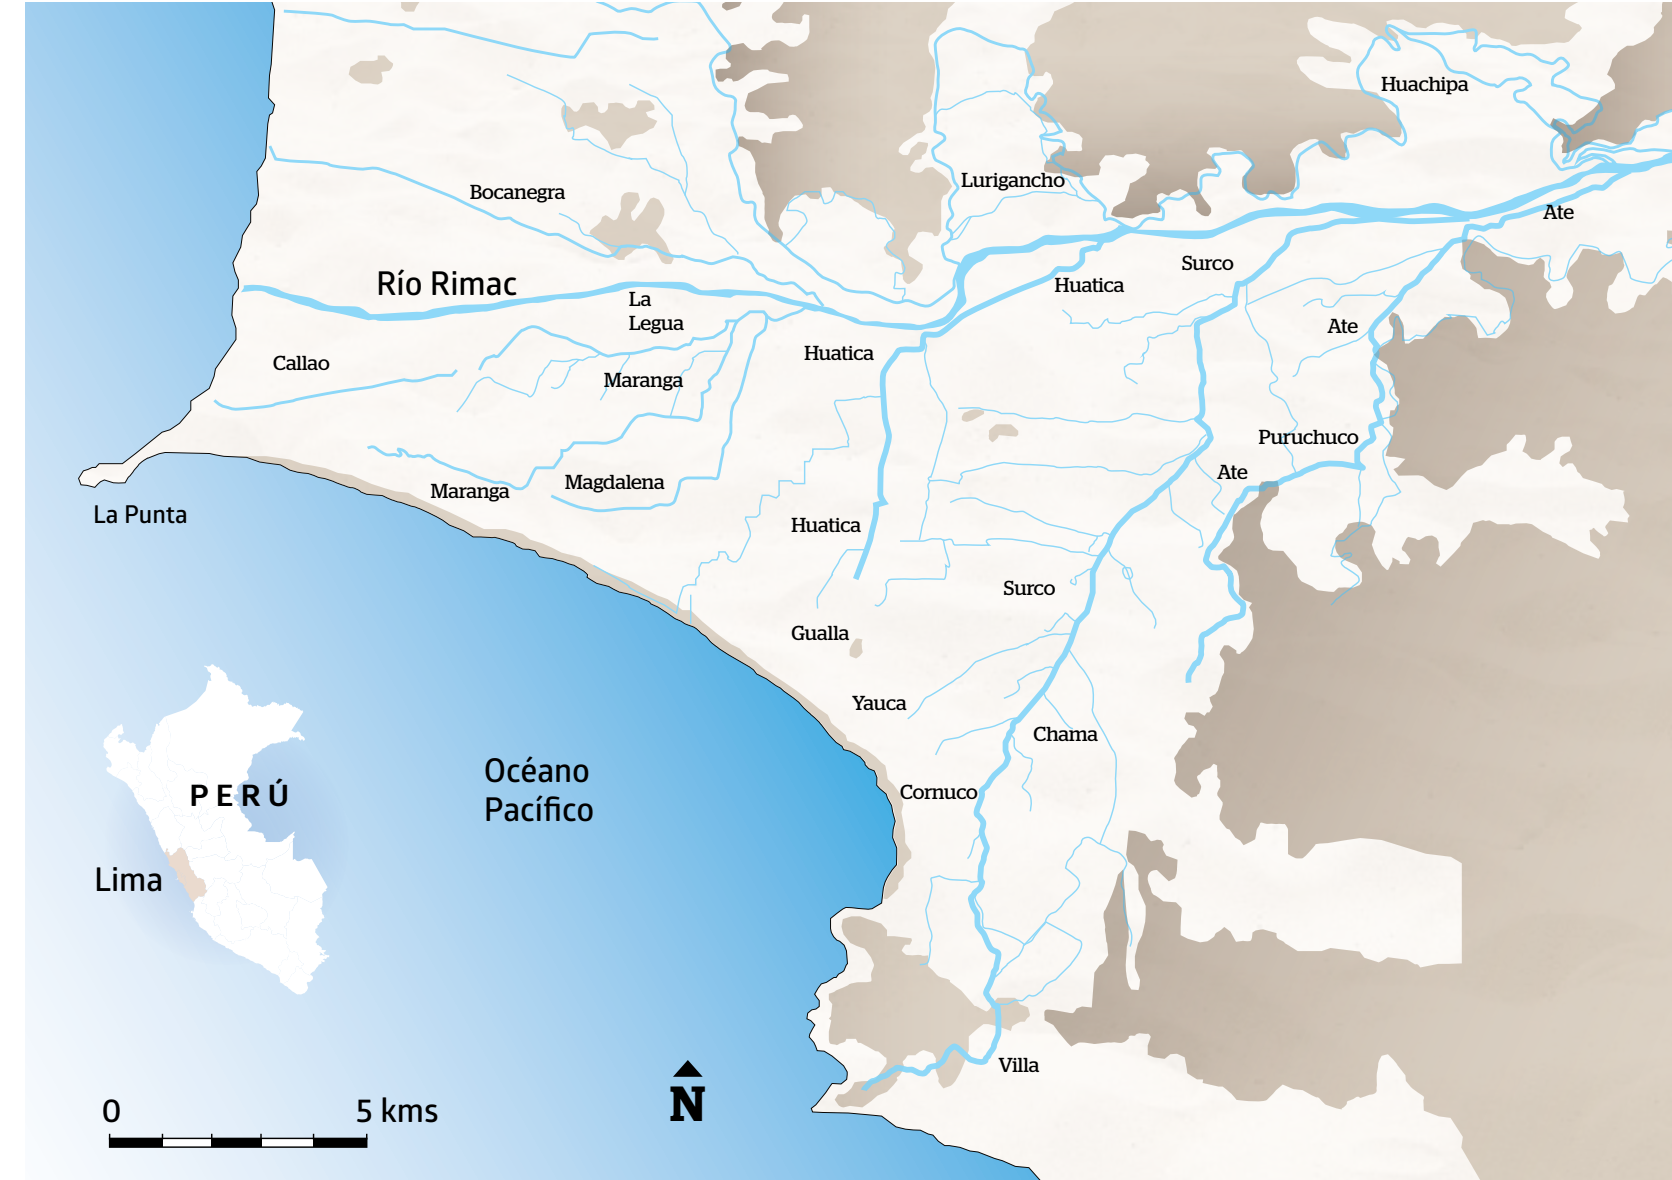 Huachipa
Lurigancho
Bocanegra
Ate
Surco
Río Rimac
Huatica
La
Legua
Ate
Huatica
Callao
Maranga
Puruchuco
Ate
Magdalena
Maranga
La Punta
Huatica
Surco
Gualla
Yauca
Chama
Océano
Pacífico
PERÚ
Cornuco
Lima
Villa
0
5 kms
N